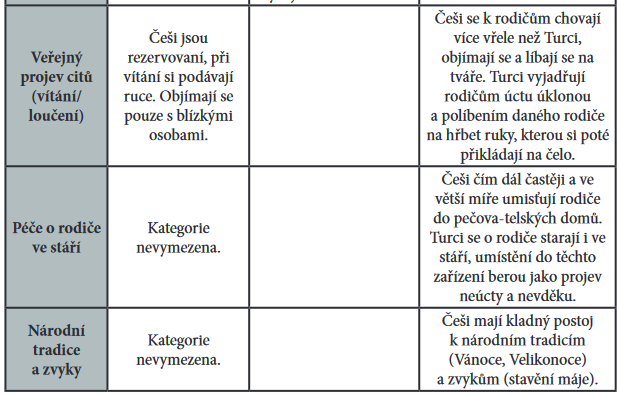 Veřejný
projev citů
(vítání/
loučení)
Češi jsou
rezervovaní, při
vítání si podávají
ruce. Objímají se
pouze s blízkými
osobami.
Češi se k rodičům chovají
více vřele než Turci,
objímají se a líbají se na
tváře. Turci vyjadřují
rodičům úctu úklonou
a políbením daného rodiče
na hřbet ruky, kterou si poté
přikládají na čelo.
Péče o rodiče
ve stáří
Kategorie
nevymezena.
Češi čím dál častěji a ve
větší míře umisťují rodiče
do pečova-telských domů.
Turci se o rodiče starají i ve
stáří, umístění do těchto
zařízení berou jako projev
neúcty a nevděku.
Národní
tradice
a zvyky
Kategorie
nevymezena.
Češi mají kladný postoj
k národním tradicím
(Vánoce, Velikonoce)
a zvykům (stavění máje).